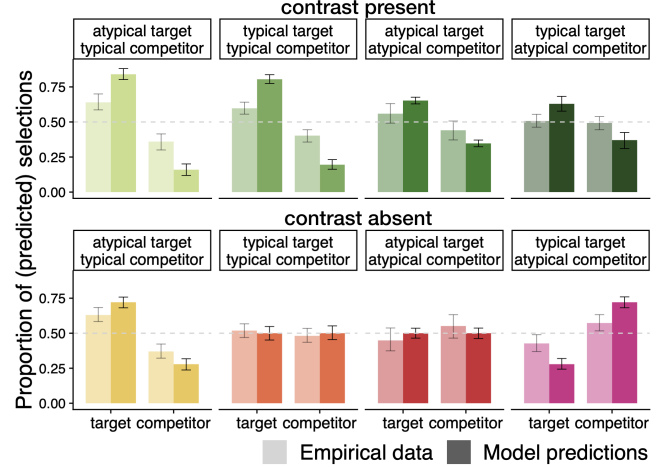 contrast present
atypical target typical target atypical target typical target
typical competitor typical competitor atypical competitor atypical competitor
0.75
0.50
0.25
0.00
contrast absent
atypical target typical target atypical target typical target
typical competitor typical competitor atypical competitor atypical competitor
0.75
0.50
0.25
0.00
target competitor target competitor target competitor target competitor
Proportion of (predicted) selections
Empirical data Model predictions